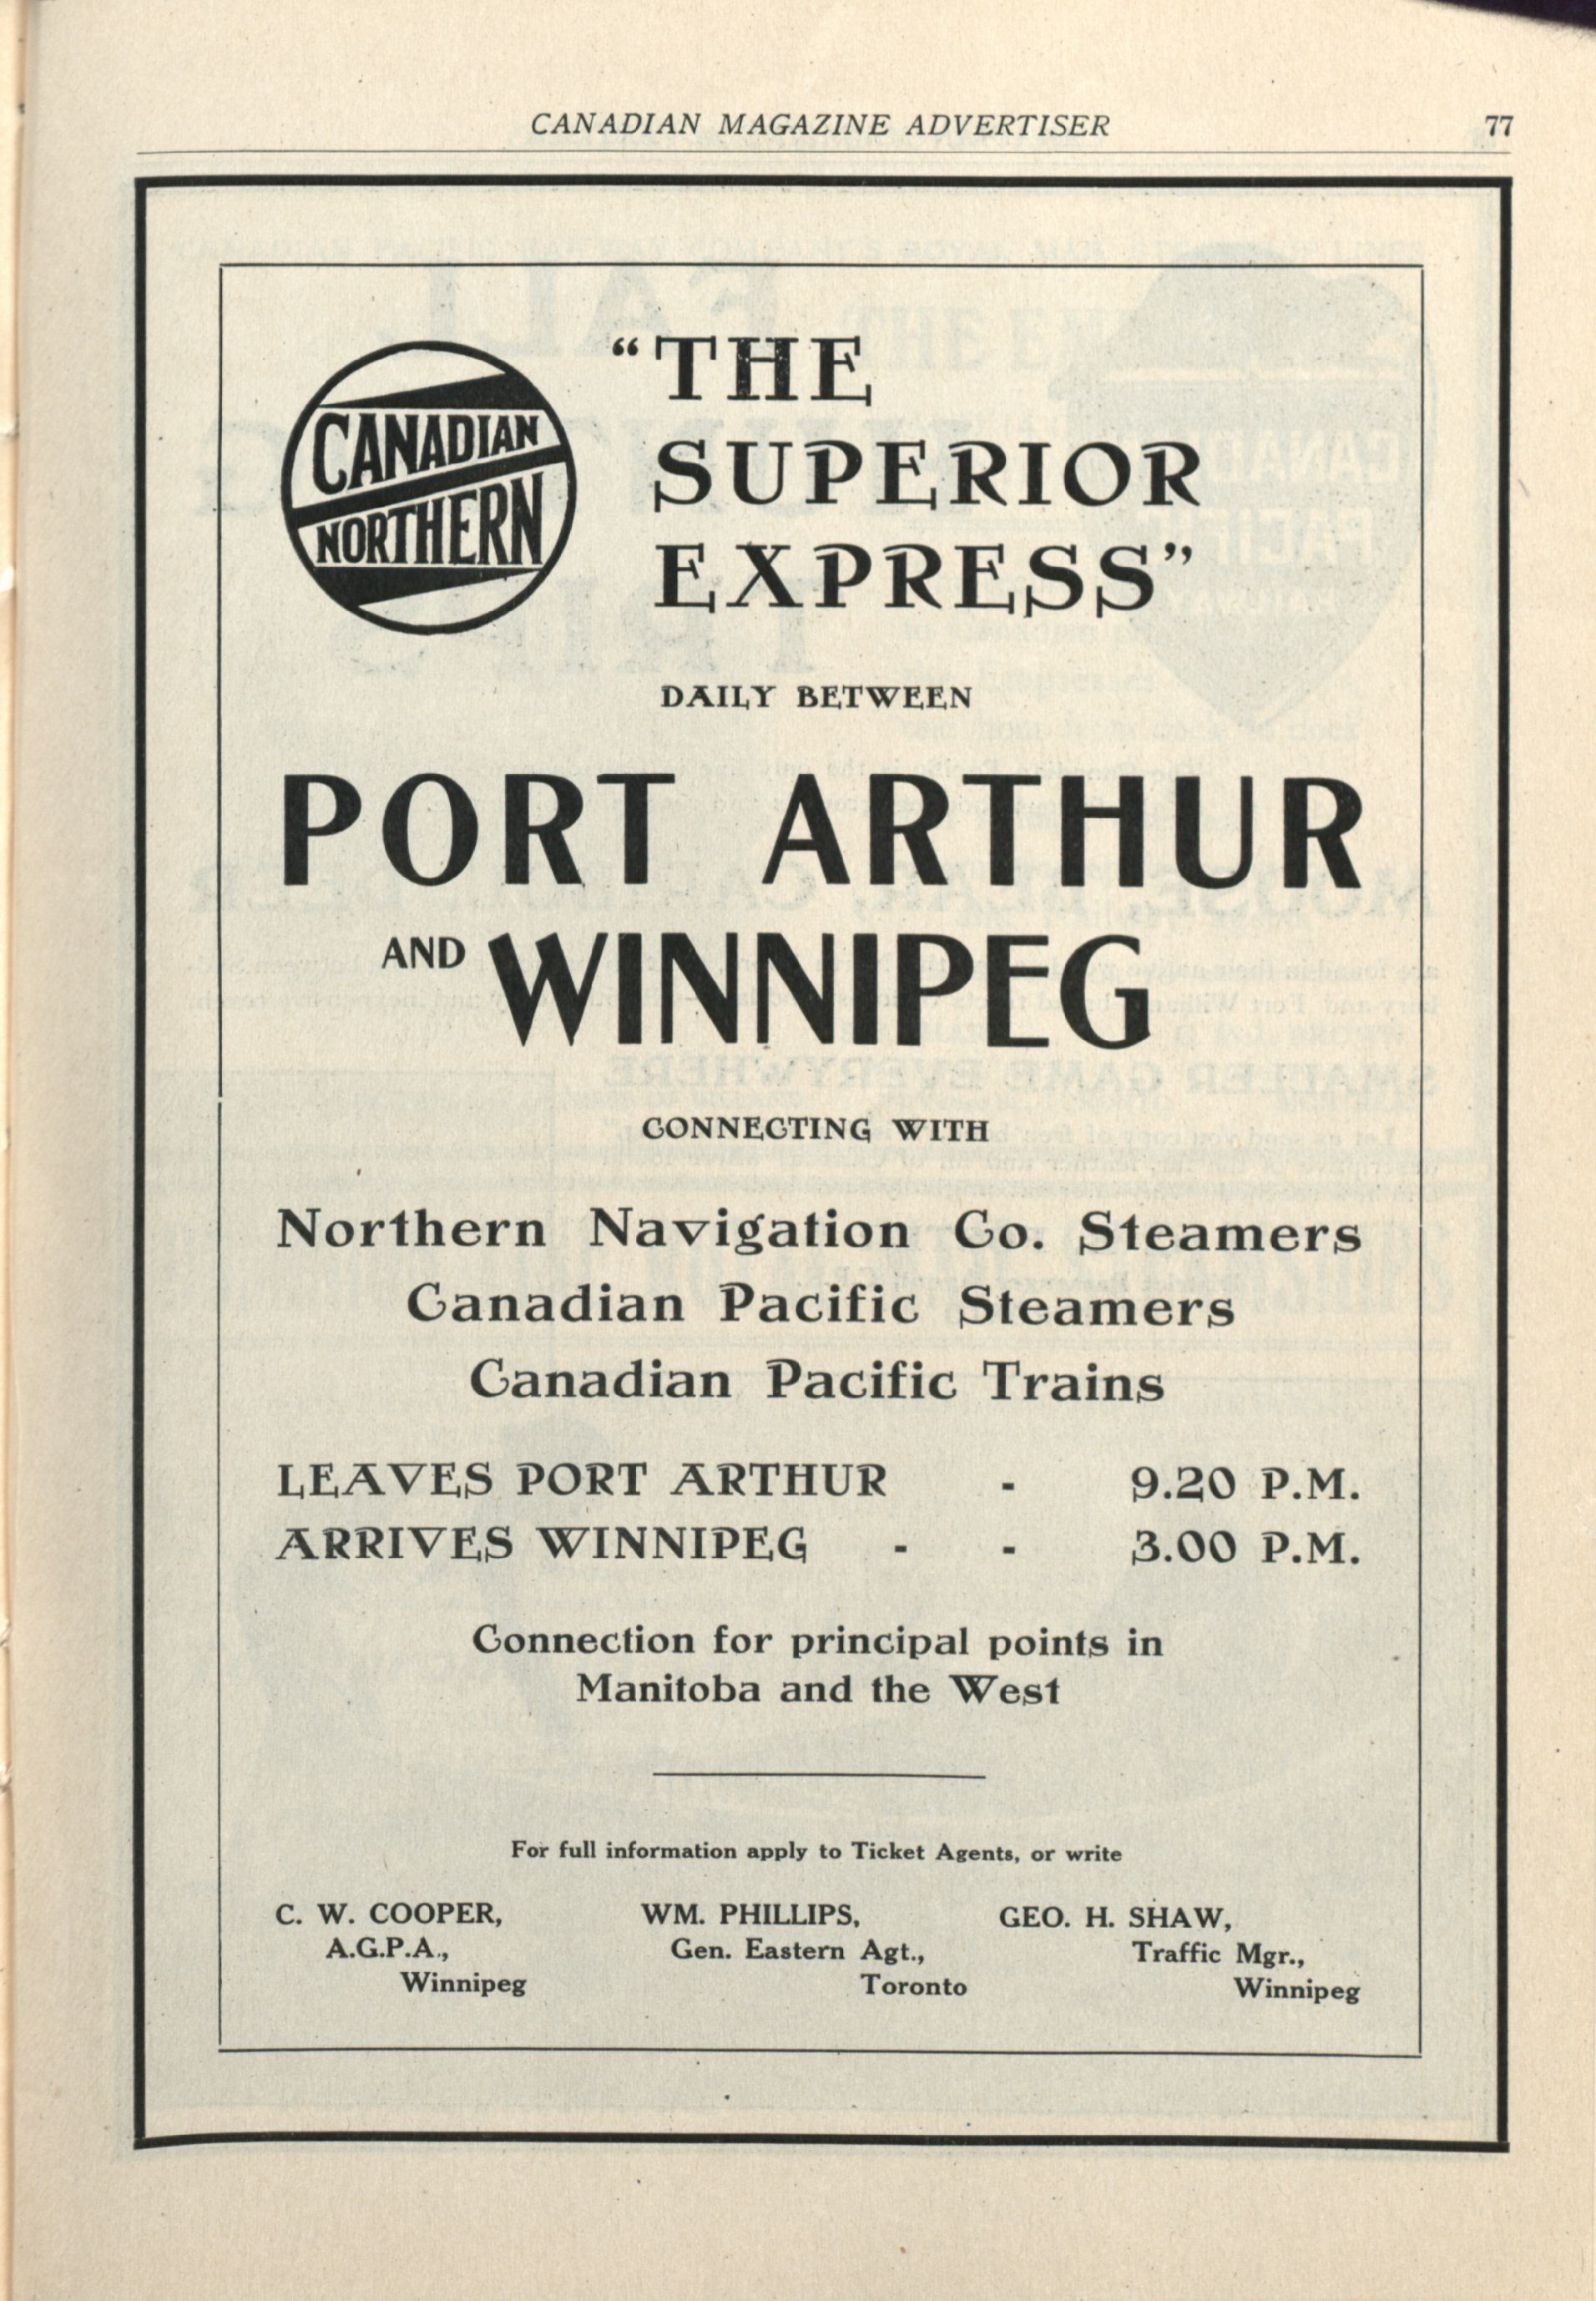 CANADIAN MAGAZINE ADVERTISER 77
CANADIAN
NORTHERN
“THE
SUPERIOR
EXPRESS”
DAILY BETWEEN
PORT ARTHUR
AND WINNIPEG
CONNECTING WITH
Northern Navigation Co. Steamers
Canadian Pacific Steamers
Canadian Pacific Trains
LEAVES PORT ARTHUR - 9.20 P.M.
ARRIVES WINNIPEG - - 3.00 P.M.
Connection for principal points in
Manitoba and the West
For full information apply to Ticket Agents, or write
C. W. COOPER, WM. PHILLIPS, GEO. H. SHAW,
A.G.P.A., Gen. Eastern Agt., Traffic Mgr.,
Winnipeg Toronto Winnipeg